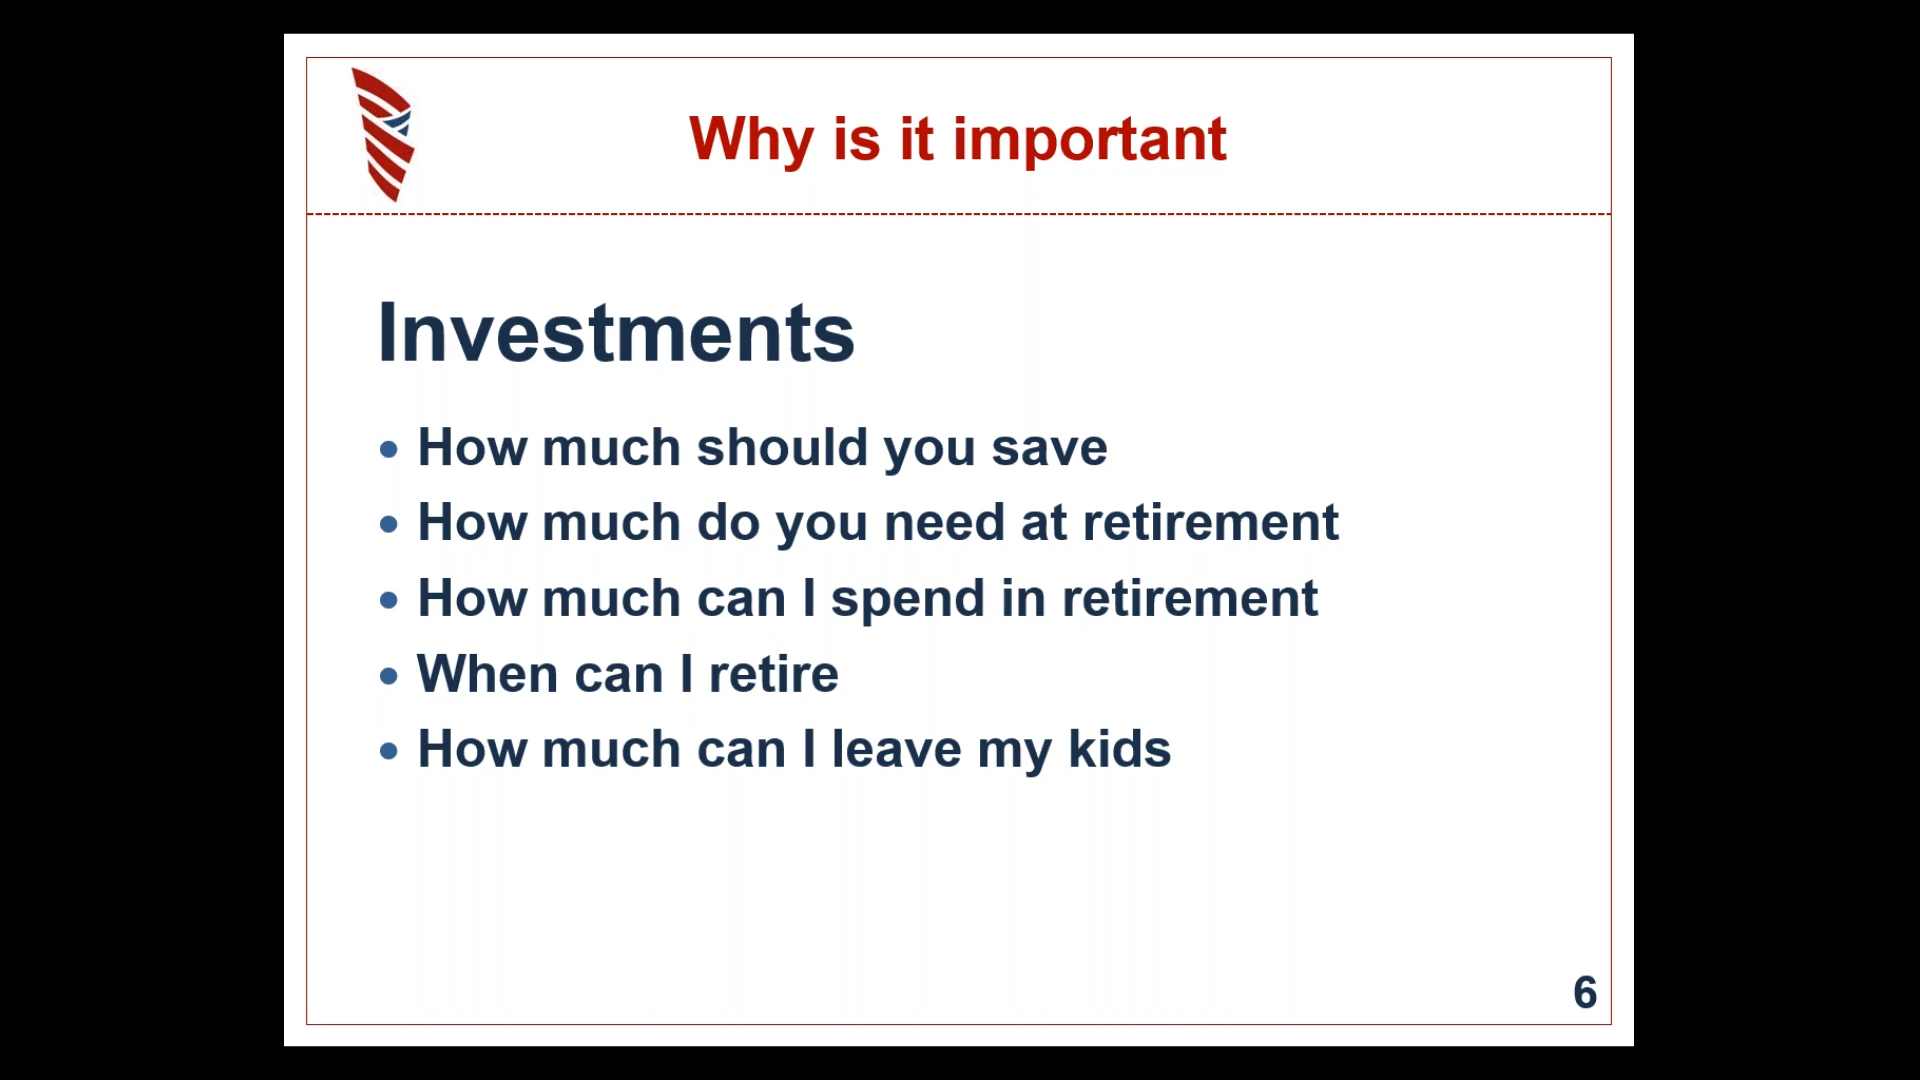 Why is it important
Investments
• How much should you save
• How much do you need at retirement
• How much can I spend in retirement
• When can I retire
• How much can I leave my kids
6